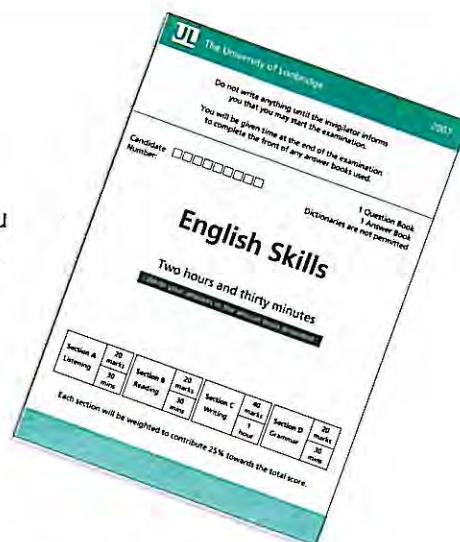 u
UL The University of Lonbridge
Do not write anything until the invigilator informs
you that you may start the examination.
You will be given time at the end of the examination
to complete the front of any answer books used.
Candidate
Number:
1 Question Book
1 Answer Book
Dictionaries are not permitted
English Skills
Two hours and thirty minutes
Section A
Listening
20
marks
30
mins
Section B
Reading
20
marks
30
mins
Section C
Writing
40
marks
1
hour
Section D
Grammar
20
marks
30
mins
Each section will be weighted to contribute 25% towards the total score.